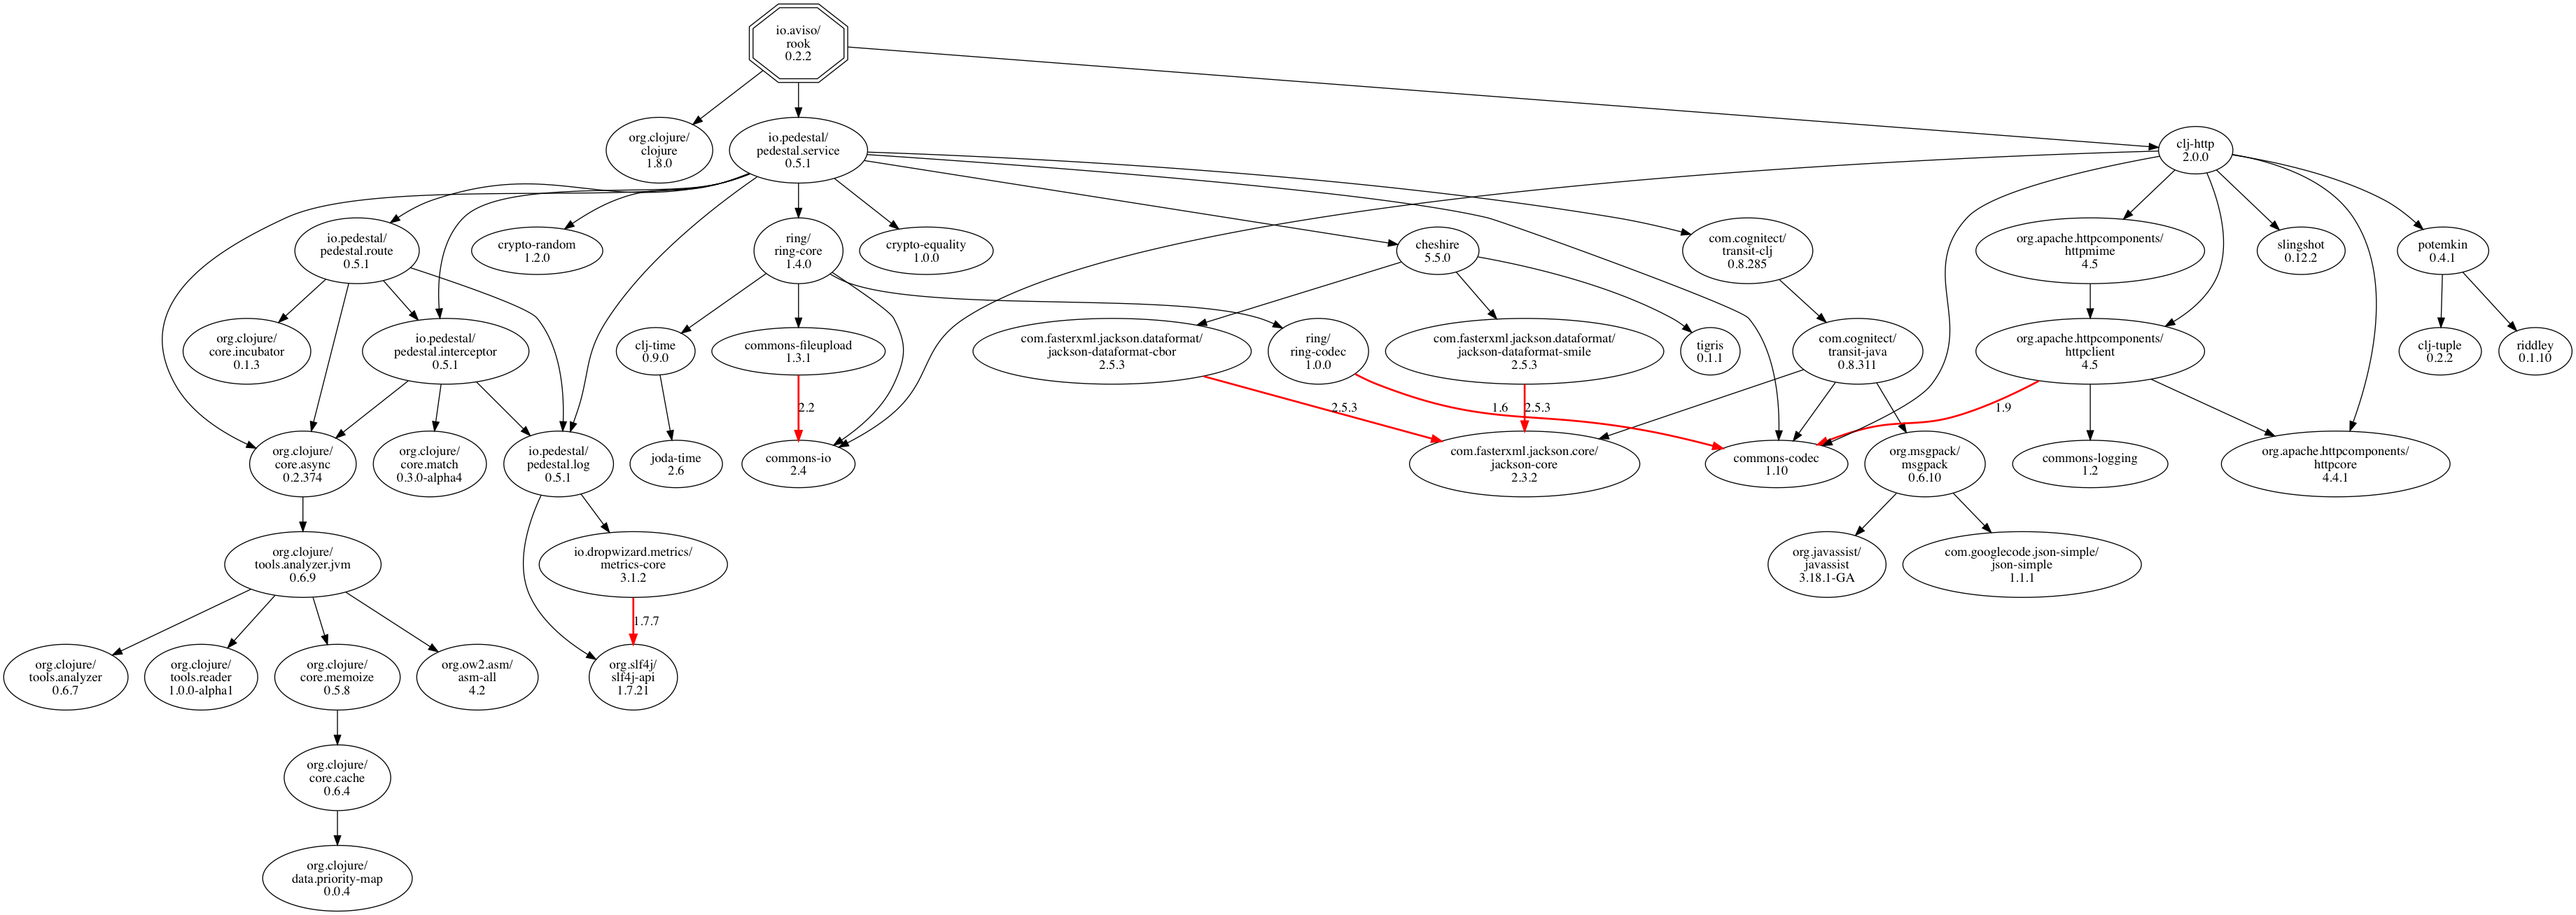 io.aviso/
rook
0.2.2
org.clojure/
clojure
1.8.0
io.pedestal/
pedestal.service
0.5.1
clj-http
2.0.0
io.pedestal/
pedestal.route
0.5.1
crypto-random
1.2.0
ring/
ring-core
1.4.0
crypto-equality
1.0.0
cheshire
5.5.0
com.cognitect/
transit-clj
0.8.285
org.apache.httpcomponents/
httpmime
4.5
slingshot
0.12.2
potemkin
0.4.1
org.clojure/
core.incubator
0.1.3
io.pedestal/
pedestal.interceptor
0.5.1
clj-time
0.9.0
commons-fileupload
1.3.1
com.fasterxml.jackson.dataformat/
jackson-dataformat-cbor
2.5.3
ring/
ring-codec
1.0.0
com.fasterxml.jackson.dataformat/
jackson-dataformat-smile
2.5.3
tigris
0.1.1
com.cognitect/
transit-java
0.8.311
org.apache.httpcomponents/
httpclient
4.5
clj-tuple
0.2.2
riddley
0.1.10
2.2
2.5.3
1.6
2.5.3
1.9
org.clojure/
core.async
0.2.374
org.clojure/
core.match
0.3.0-alpha4
io.pedestal/
pedestal.log
0.5.1
joda-time
2.6
commons-io
2.4
com.fasterxml.jackson.core/
jackson-core
2.3.2
commons-codec
1.10
org.msgpack/
msgpack
0.6.10
commons-logging
1.2
org.apache.httpcomponents/
httpcore
4.4.1
org.clojure/
tools.analyzer.jvm
0.6.9
io.dropwizard.metrics/
metrics-core
3.1.2
org.javassist/
javassist
3.18.1-GA
com.googlecode.json-simple/
json-simple
1.1.1
1.7.7
org.clojure/
tools.analyzer
0.6.7
org.clojure/
tools.reader
1.0.0-alpha1
org.clojure/
core.memoize
0.5.8
org.ow2.asm/
asm-all
4.2
org.slf4j/
slf4j-api
1.7.21
org.clojure/
core.cache
0.6.4
org.clojure/
data.priority-map
0.0.4